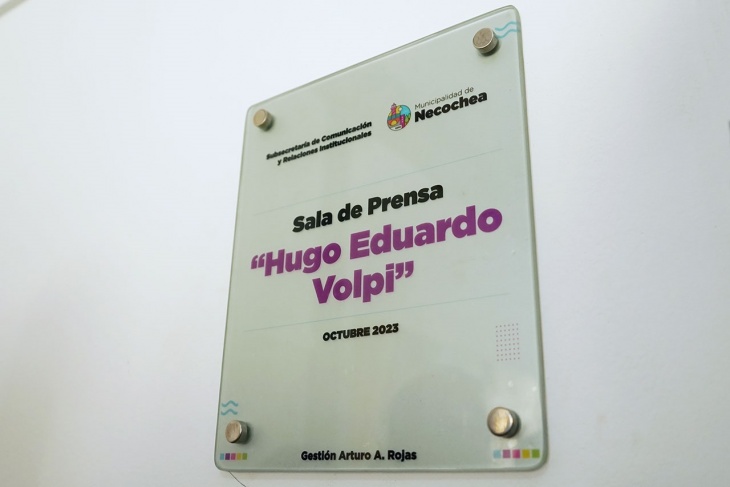 Subsecretaría de Comunicación
y Relaciones Institucionales
Municipalidad de
Necochea
Sala de Prensa
“Hugo Eduardo
Volpi”
OCTUBRE 2023
Gestión Arturo A. Rojas